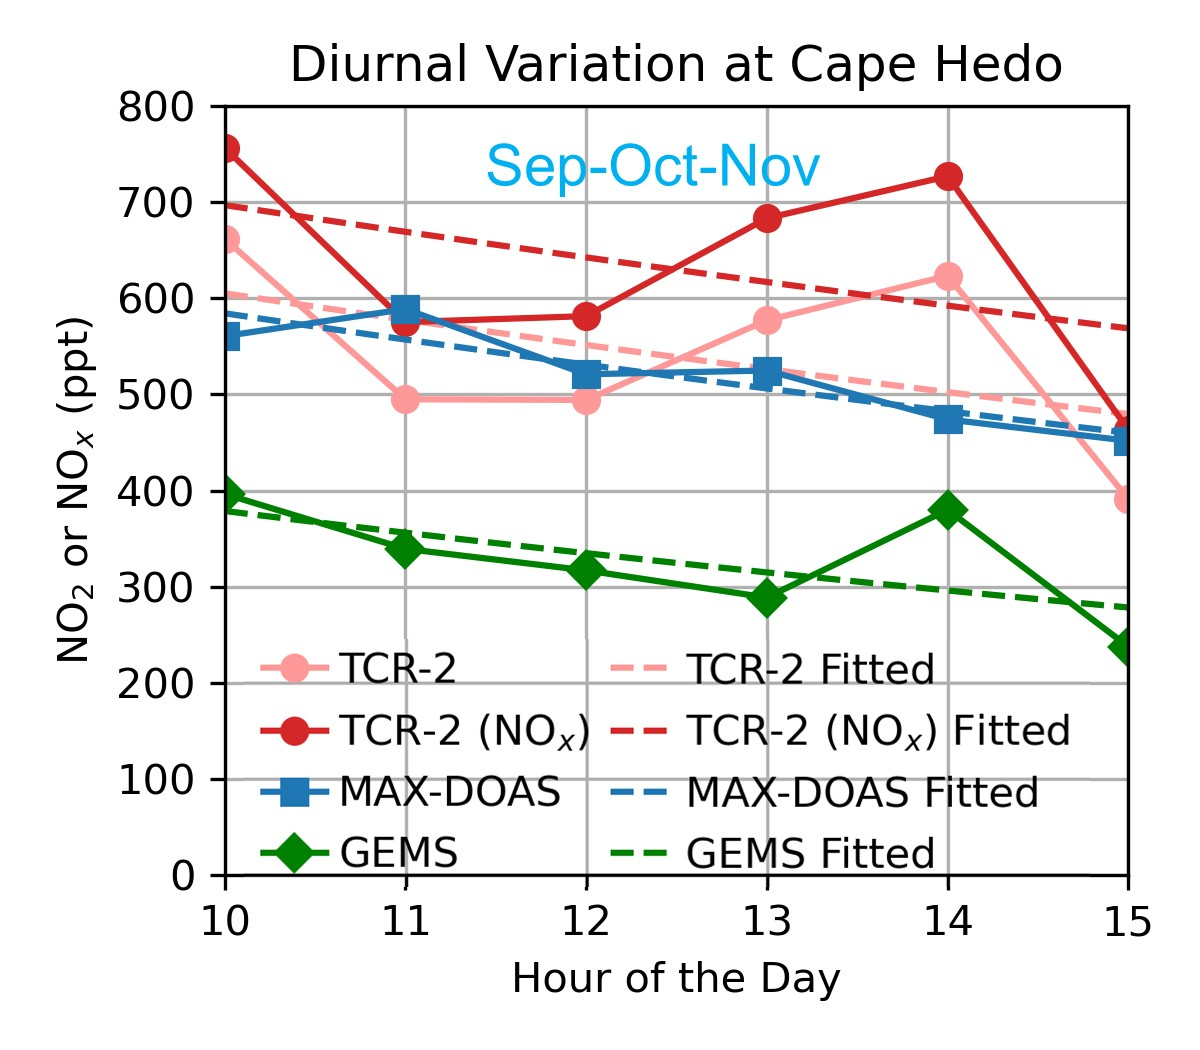 Diurnal Variation at Cape Hedo
Sep-Oct-Nov
NO₂ or NOₓ (ppt)
800
700
600
500
400
300
200
100
0
TCR-2
TCR-2 (NOₓ)
MAX-DOAS
GEMS
TCR-2 Fitted
TCR-2 (NOₓ) Fitted
MAX-DOAS Fitted
GEMS Fitted
10 11 12 13 14 15
Hour of the Day